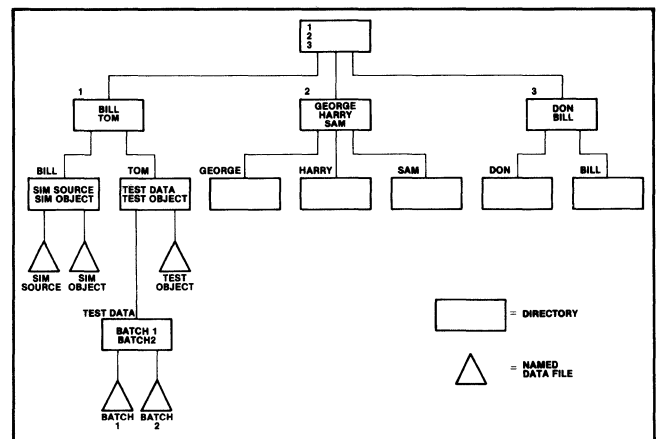 1
2
3
1
2
3
BILL
TOM
GEORGE
HARRY
SAM
DON
BILL
BILL
TOM
GEORGE
HARRY
SAM
DON
BILL
SIM SOURCE
SIM OBJECT
TEST DATA
TEST OBJECT
SIM
SOURCE
SIM
OBJECT
TEST
OBJECT
TEST DATA
BATCH 1
BATCH2
= DIRECTORY
= NAMED
DATA FILE
BATCH
1
BATCH
2